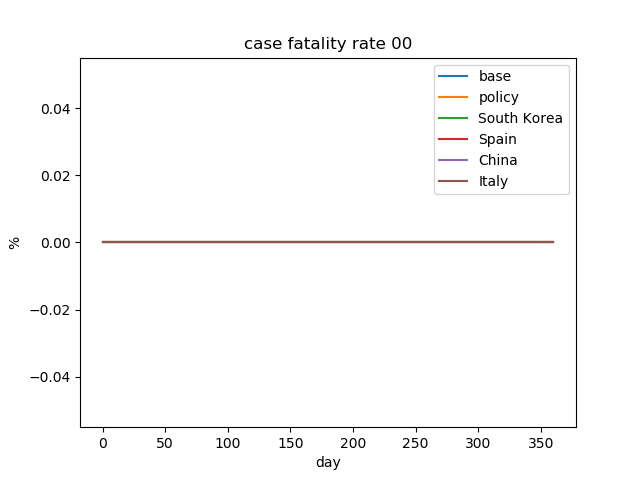 case fatality rate 00
base
policy
South Korea
Spain
China
Italy
0.04
0.02
0.00
−0.02
−0.04
%
0 50 100 150 200 250 300 350
day